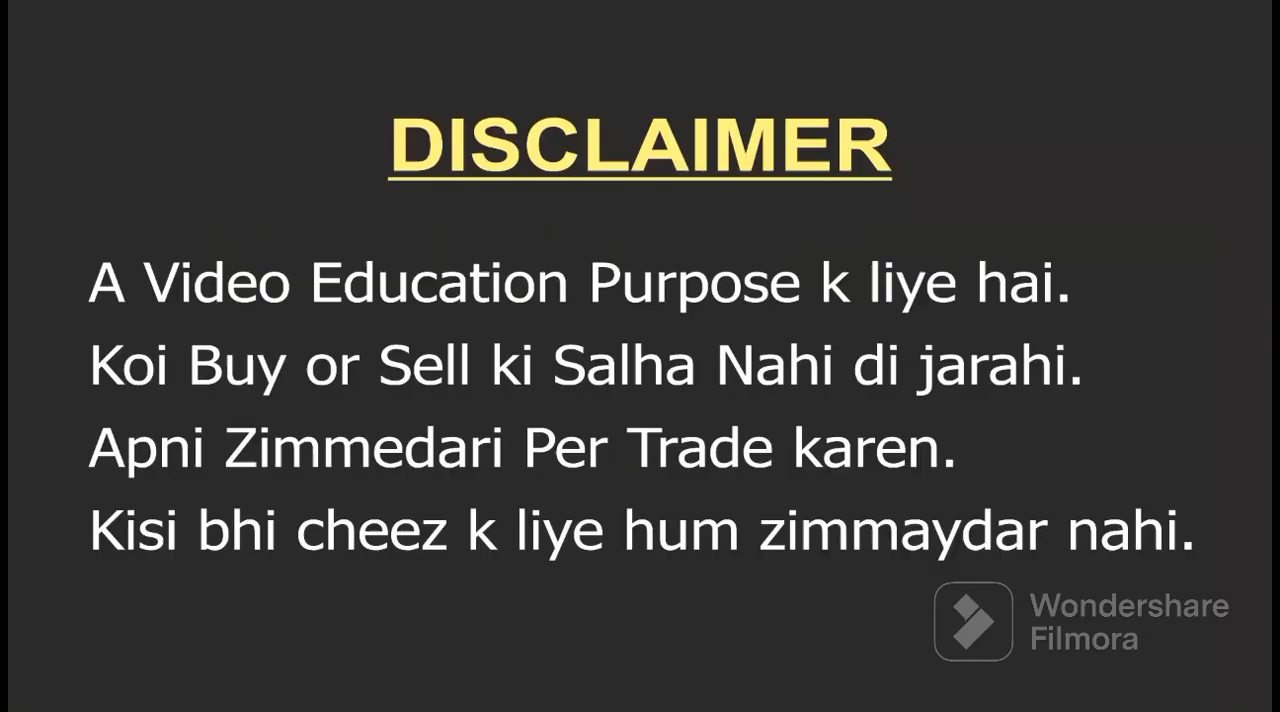 DISCLAIMER
A Video Education Purpose k liye hai.
Koi Buy or Sell ki Salha Nahi di jarahi.
Apni Zimmedari Per Trade karen.
Kisi bhi cheez k liye hum zimmaydar nahi.
Wondershare
Filmora